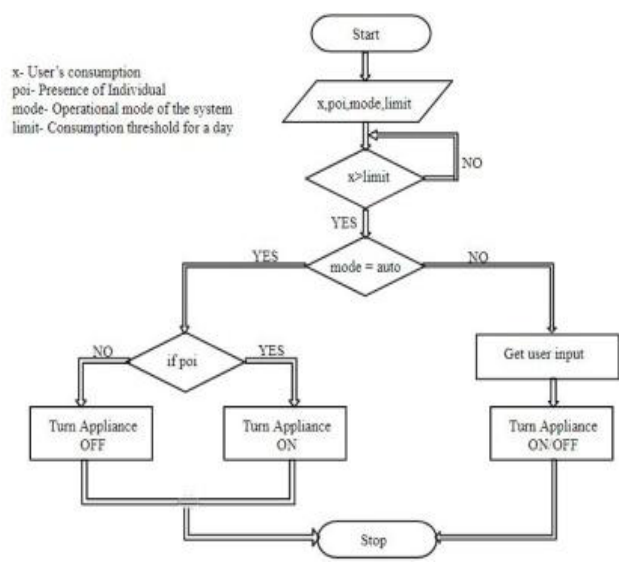 Start
x- User's consumption
poi- Presence of Individual
mode- Operational mode of the system
limit- Consumption threshold for a day
x,poi,mode,limit
NO
x>limit
YES
YES
mode = auto
NO
NO
if poi
YES
Get user input
Turn Appliance
OFF
Turn Appliance
ON
Turn Appliance
ON/OFF
Stop